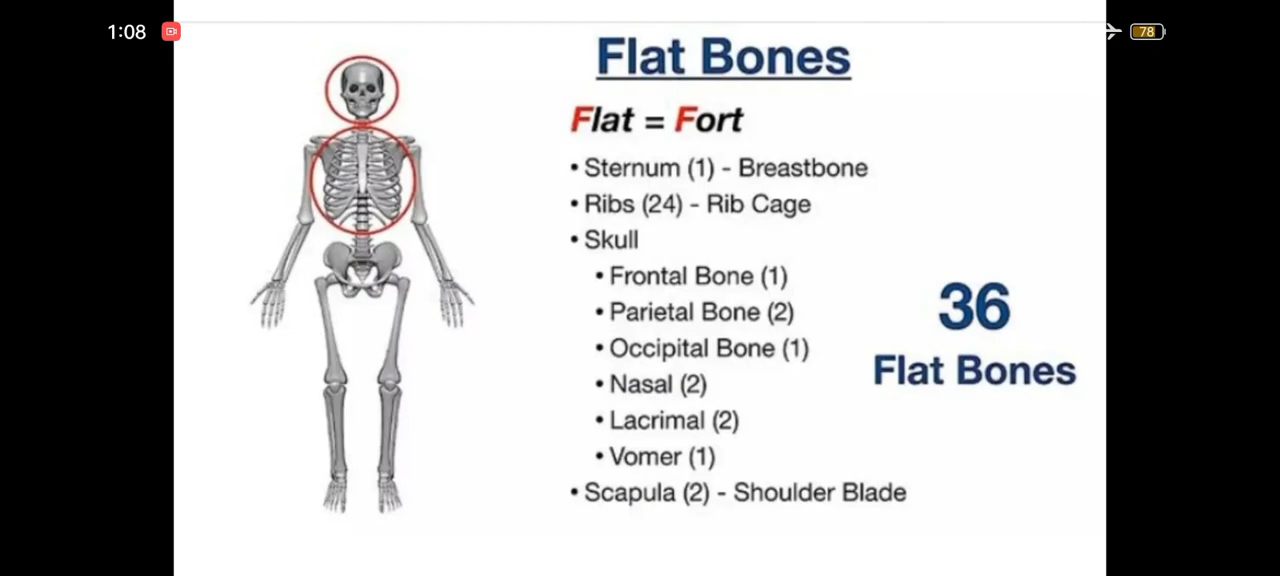 1:08
78
Flat Bones
Flat = Fort
• Sternum (1) - Breastbone
• Ribs (24) - Rib Cage
• Skull
• Frontal Bone (1)
• Parietal Bone (2)
• Occipital Bone (1)
• Nasal (2)
• Lacrimal (2)
• Vomer (1)
• Scapula (2) - Shoulder Blade
36
Flat Bones